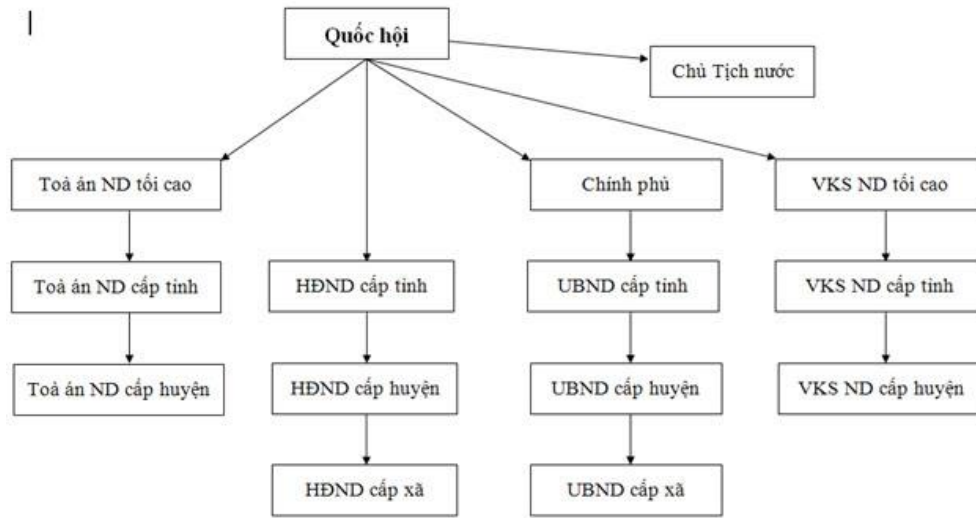 Quốc hội
Chủ Tịch nước
Toà án ND tối cao
Chính phủ
VKS ND tối cao
Toà án ND cấp tỉnh
HĐND cấp tỉnh
UBND cấp tỉnh
VKS ND cấp tỉnh
Toà án ND cấp huyện
HĐND cấp huyện
UBND cấp huyện
VKS ND cấp huyện
HĐND cấp xã
UBND cấp xã